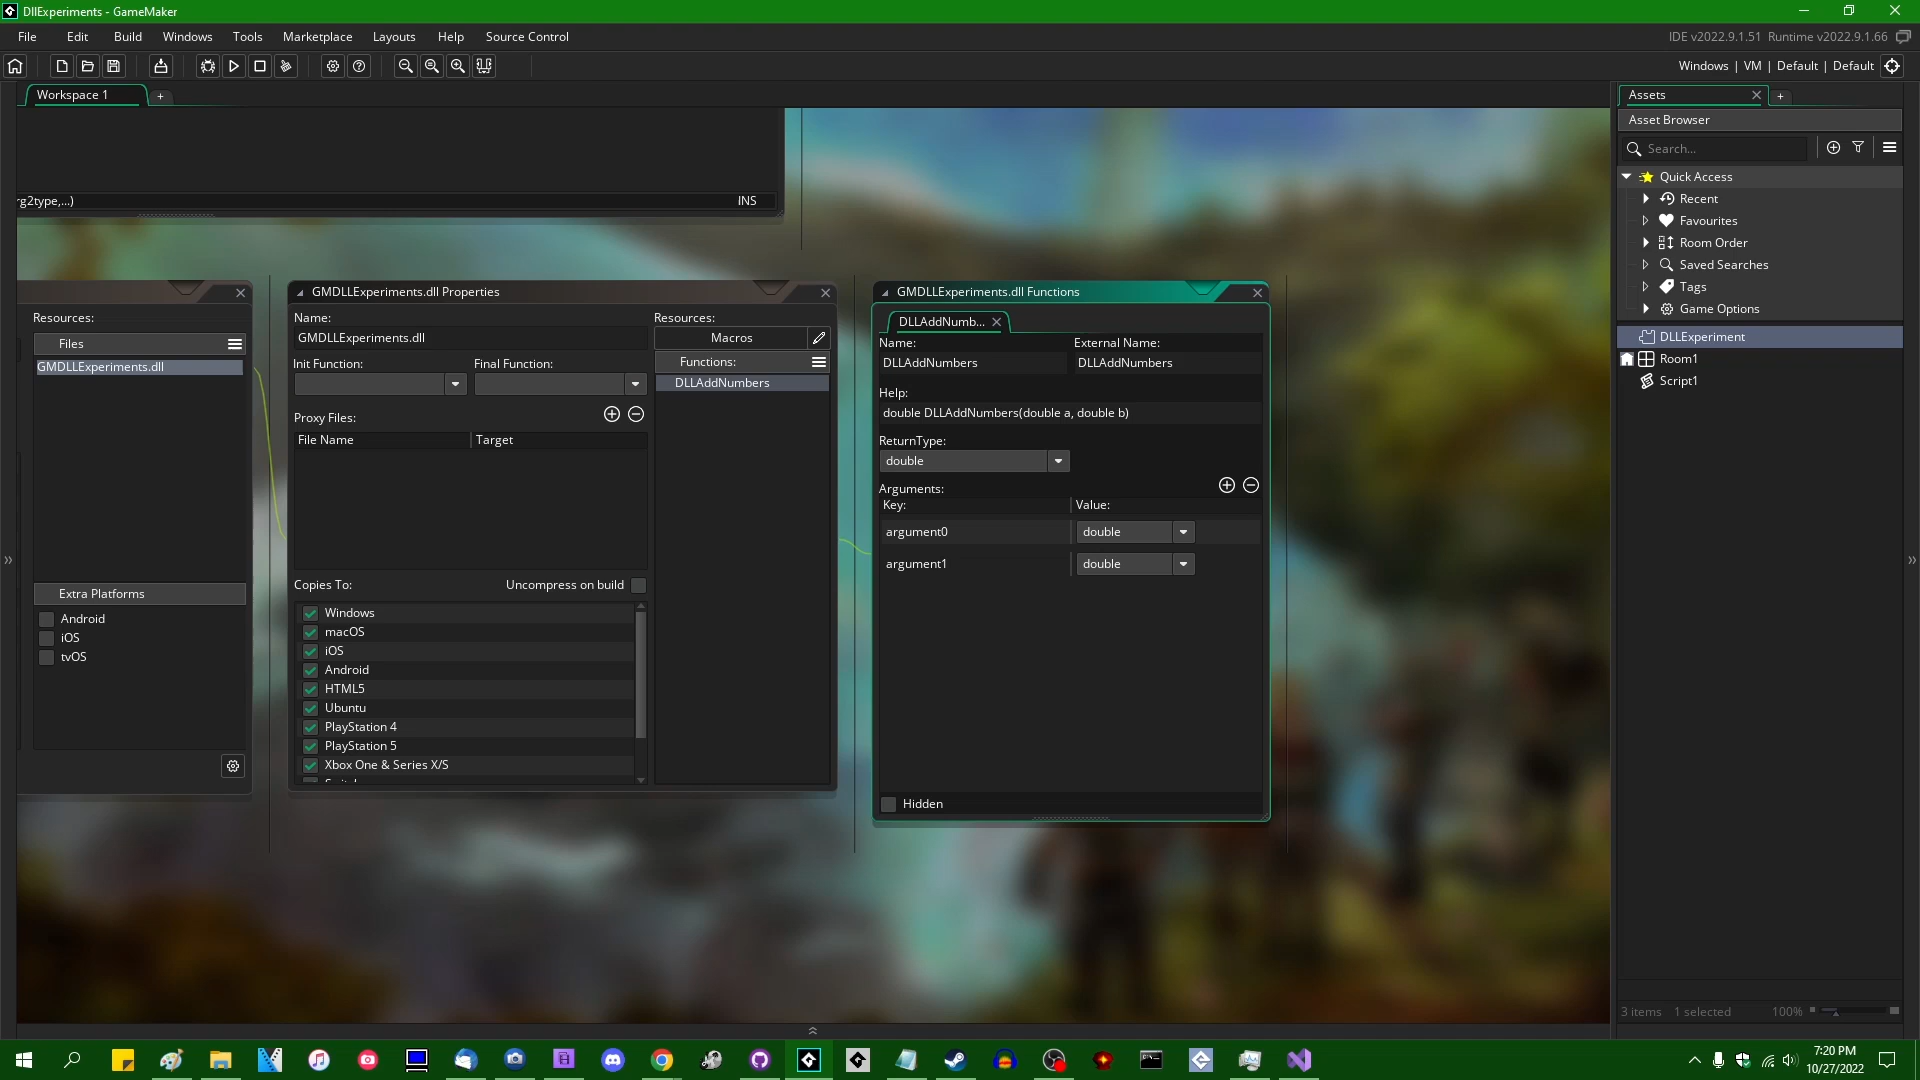 DllExperiments - GameMaker
File Edit Build Windows Tools Marketplace Layouts Help Source Control
IDE v2022.9.1.51 Runtime v2022.9.1.66
Windows | VM | Default | Default
Workspace 1
Assets
Asset Browser
Search...
Quick Access
Recent
Favourites
Room Order
Saved Searches
Tags
Game Options
DLLExperiment
Room1
Script1
3 items 1 selected 100%
rg2type,...)
INS
Resources:
Files
GMDLLExperiments.dll
Extra Platforms
Android
iOS
tvOS
GMDLLExperiments.dll Properties
Name:
GMDLLExperiments.dll
Init Function:
Final Function:
Proxy Files:
File Name
Target
Copies To:
Uncompress on build
Windows
macOS
iOS
Android
HTML5
Ubuntu
PlayStation 4
PlayStation 5
Xbox One & Series X/S
Resources:
Macros
Functions:
DLLAddNumbers
GMDLLExperiments.dll Functions
DLLAddNumb...
Name:
External Name:
DLLAddNumbers
DLLAddNumbers
Help:
double DLLAddNumbers(double a, double b)
ReturnType:
double
Arguments:
Key:
Value:
argument0
double
argument1
double
Hidden
7:20 PM
10/27/2022